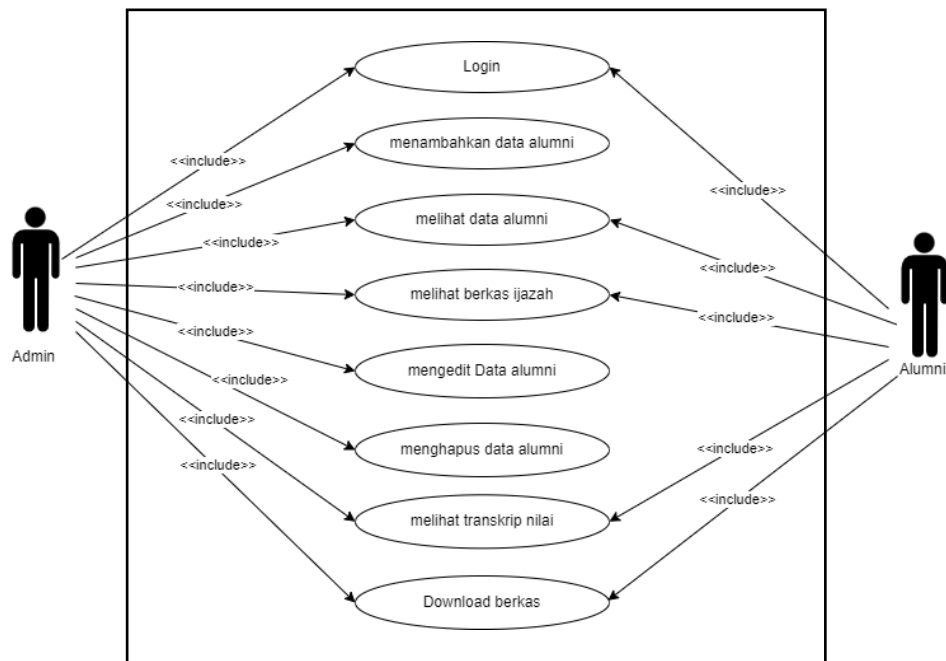 Login
<<include>>
menambahkan data alumni
<<include>>
<<include>>
<<include>>
melihat data alumni
<<include>>
<<include>>
melihat berkas ijazah
<<include>>
<<include>>
Admin
<<include>>
mengedit Data alumni
Alumni
<<include>>
<<include>>
menghapus data alumni
<<include>>
<<include>>
melihat transkrip nilai
<<include>>
Download berkas